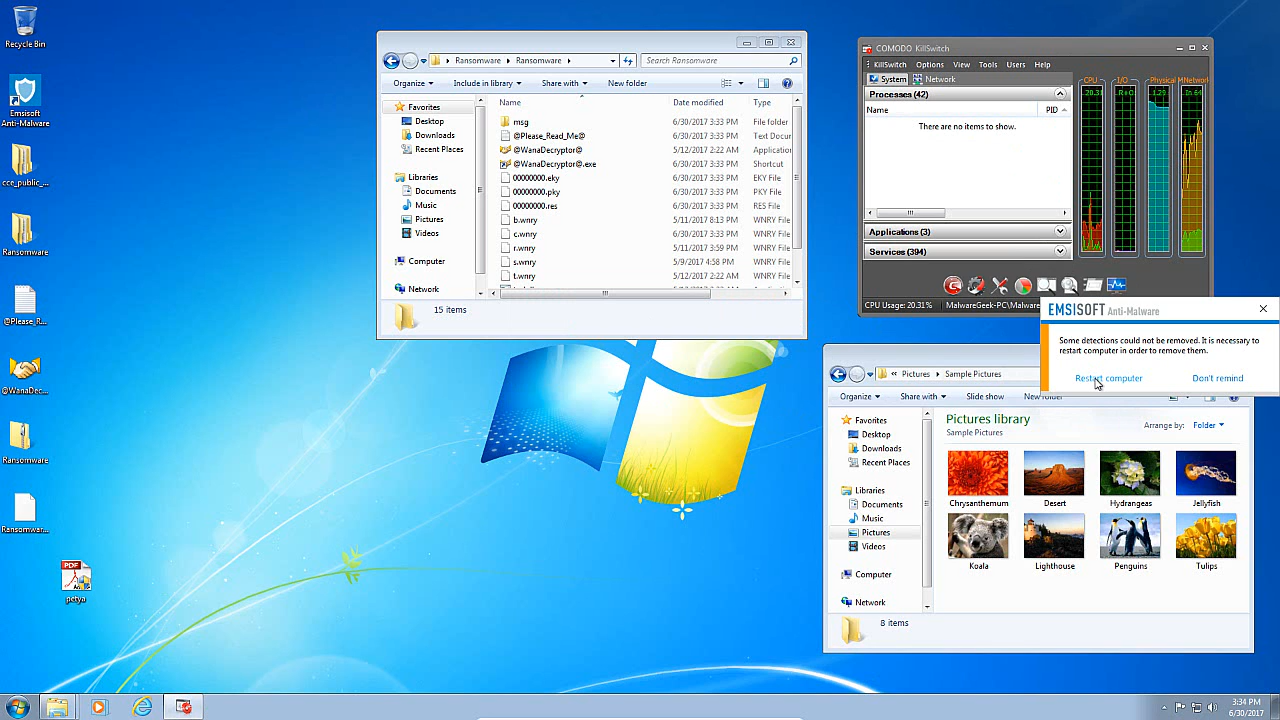 Recycle Bin
Emsisoft
Anti-Malware
cce_public_...
Ransomware
@Please_R...
@WanaDec...
Ransomware
Ransomwar...
PDF
petya
Ransomware
Ransomware
Search Ransomware
Organize
Include in library
Share with
New folder
Favorites
Desktop
Downloads
Recent Places
Libraries
Documents
Music
Pictures
Videos
Computer
Network
Name
Date modified
Type
msg
6/30/2017 3:33 PM
File folder
@Please_Read_Me@
6/30/2017 3:33 PM
Text Docur
@WanaDecryptor@
5/12/2017 2:22 AM
Applicatior
@WanaDecryptor@.exe
6/30/2017 3:33 PM
Shortcut
00000000.eky
6/30/2017 3:33 PM
EKY File
00000000.pky
6/30/2017 3:33 PM
PKY File
00000000.res
6/30/2017 3:33 PM
RES File
b.wnry
5/11/2017 8:13 PM
WNRY File
c.wnry
6/30/2017 3:33 PM
WNRY File
r.wnry
5/11/2017 3:59 PM
WNRY File
s.wnry
5/9/2017 4:58 PM
WNRY File
t.wnry
5/12/2017 2:22 AM
WNRY File
15 items
COMODO KillSwitch
KillSwitch
Options
View
Tools
Users
Help
System
Network
Processes (42)
Name
PID
There are no items to show.
Applications (3)
Services (394)
CPU
I/O
Physical M
Network
CPU Usage: 20.31%
MalwareGeek-PC\Malware
EMSISOFT Anti-Malware
Some detections could not be removed. It is necessary to
restart computer in order to remove them.
Restart computer
Don't remind
«
Pictures
Sample Pictures
Organize
Share with
Slide show
New folder
Favorites
Desktop
Downloads
Recent Places
Libraries
Documents
Music
Pictures
Videos
Computer
Network
Pictures library
Sample Pictures
Arrange by:
Folder
Chrysanthemum
Desert
Hydrangeas
Jellyfish
Koala
Lighthouse
Penguins
Tulips
8 items
3:34 PM
6/30/2017